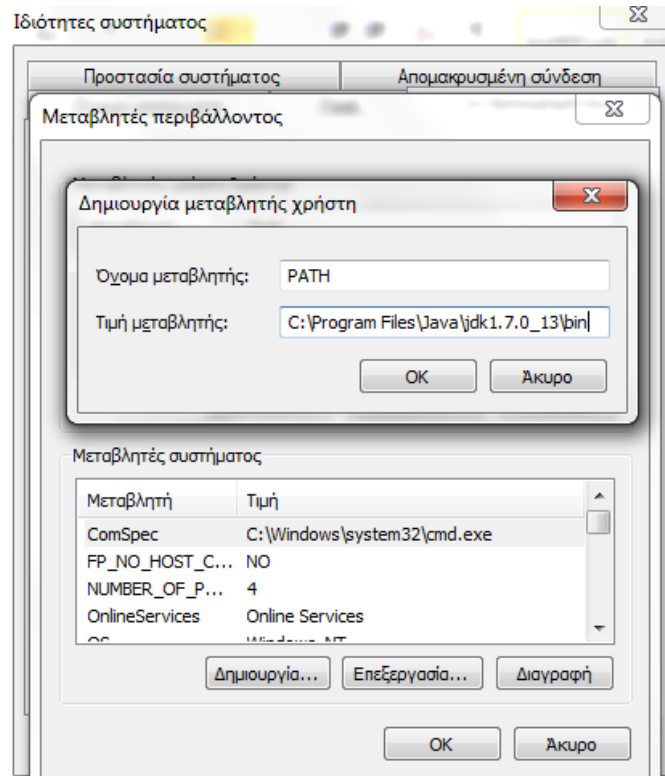 Ιδιότητες συστήματος
Προστασία συστήματος Απομακρυσμένη σύνδεση
Μεταβλητές περιβάλλοντος
Δημιουργία μεταβλητής χρήστη
Όνομα μεταβλητής: PATH
Τιμή μεταβλητής: C:\Program Files\Java\jdk1.7.0_13\bin
OK Άκυρο
Μεταβλητές συστήματος
Μεταβλητή Τιμή
ComSpec C:\Windows\system32\cmd.exe
FP_NO_HOST_C... NO
NUMBER_OF_P... 4
OnlineServices Online Services
OS Windows_NT
Δημιουργία... Επεξεργασία... Διαγραφή
OK Άκυρο